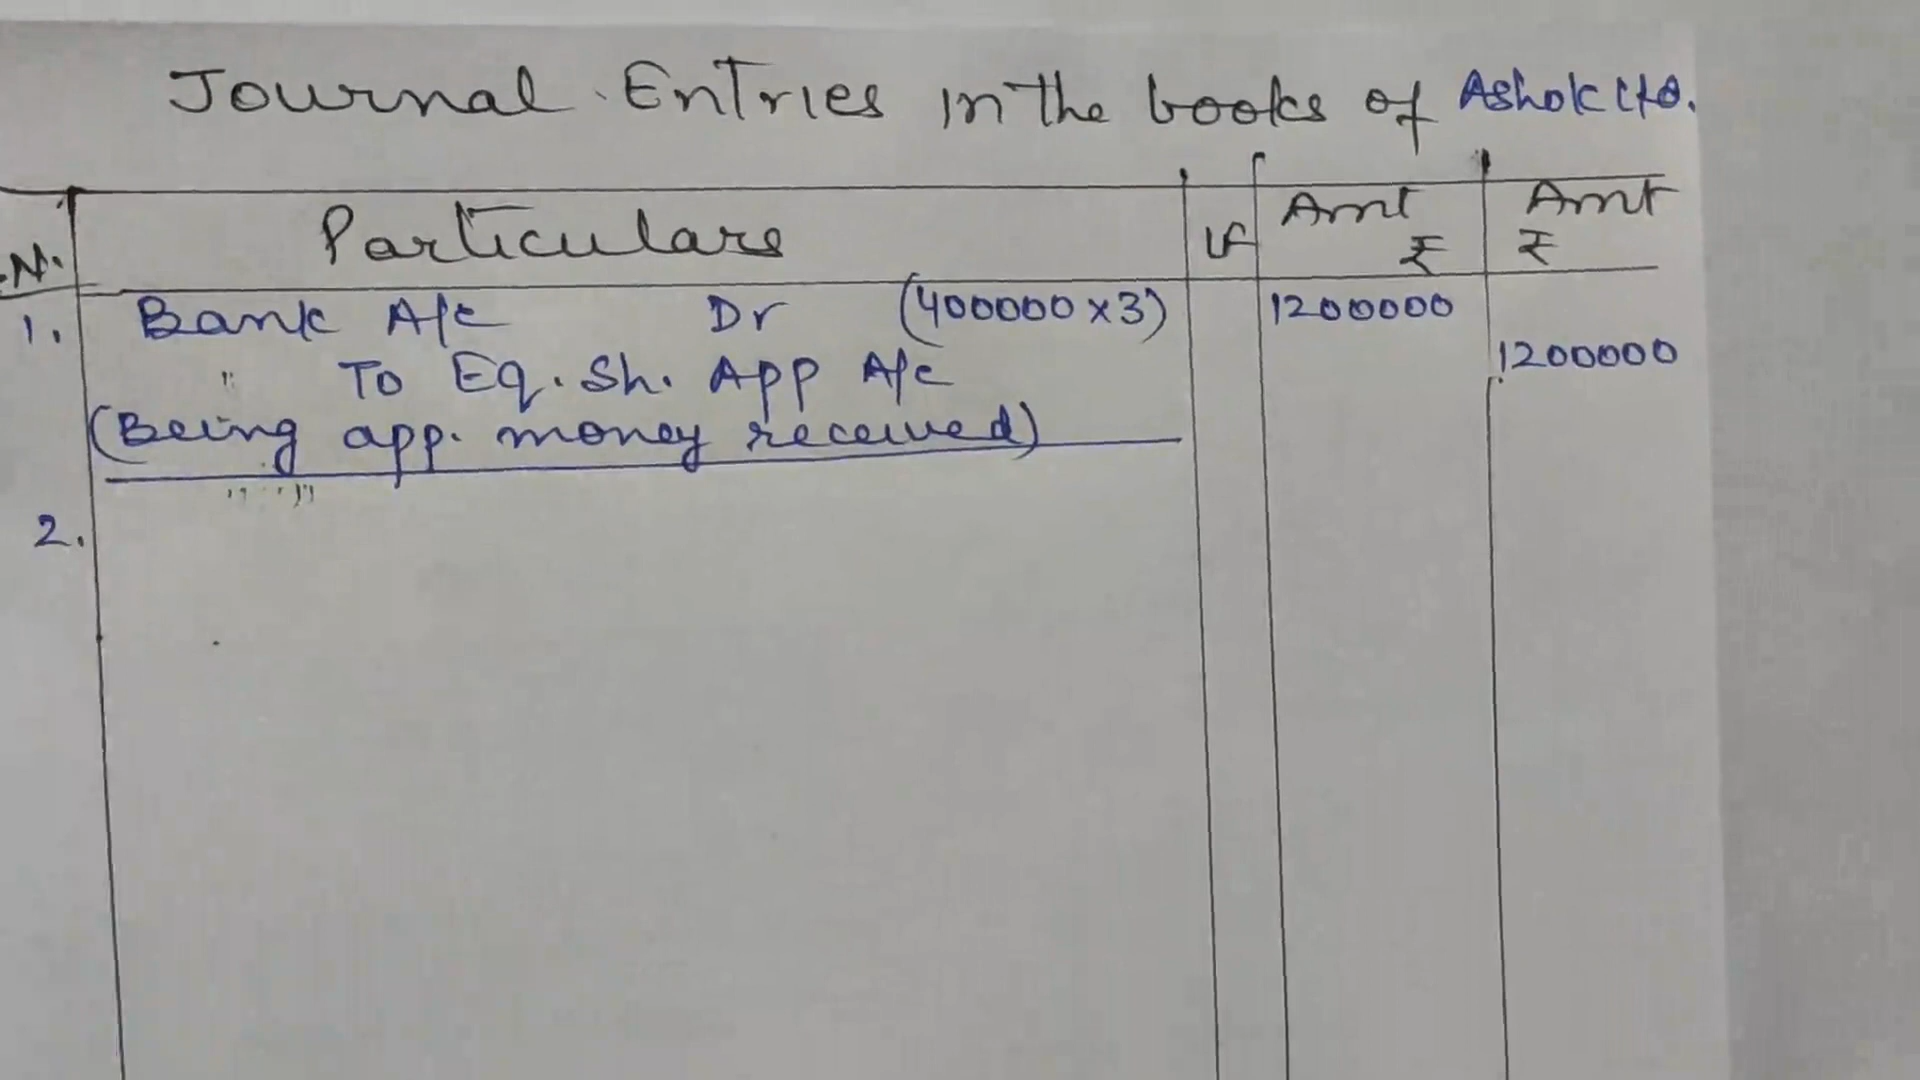 Journal Entries in the books of Ashok Ltd.
.N. Particulars LF Amt ₹ Amt ₹
1. Bank A/c Dr (400000 x 3) 1200000
" To Eq. Sh. App A/c 1200000
(Being app. money received)
2.